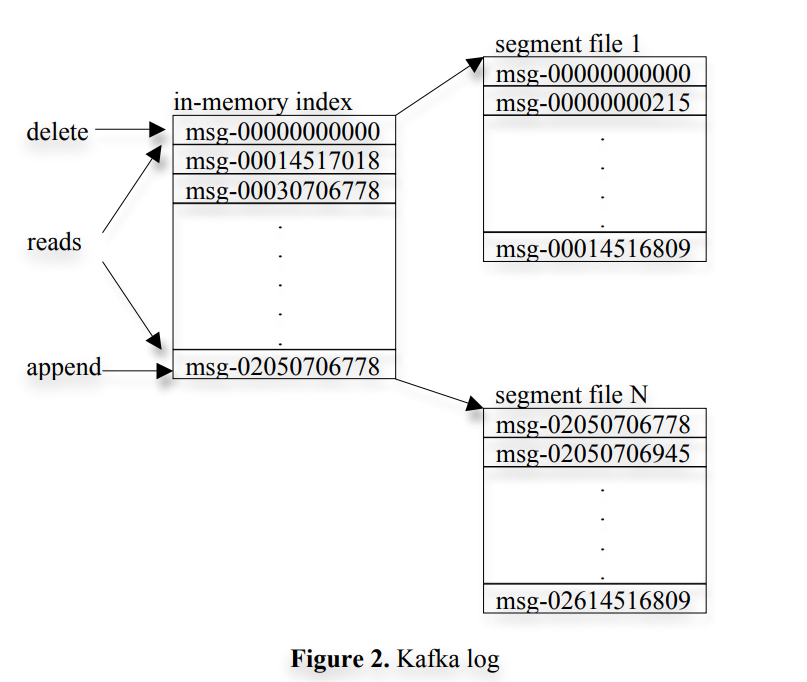 segment file 1
msg-00000000000
msg-00000000215
msg-00014516809
in-memory index
msg-00000000000
msg-00014517018
msg-00030706778
msg-02050706778
delete
reads
append
segment file N
msg-02050706778
msg-02050706945
msg-02614516809
Figure 2. Kafka log